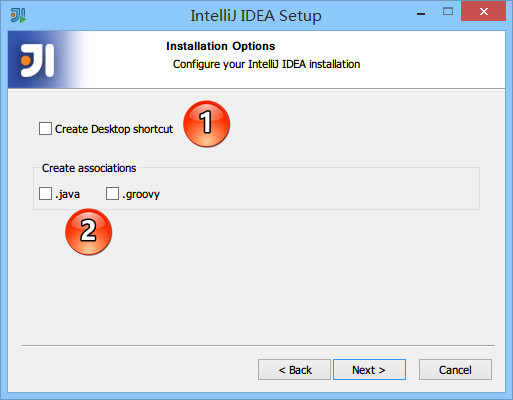 IntelliJ IDEA Setup
JI
Installation Options
Configure your IntelliJ IDEA installation
Create Desktop shortcut
1
Create associations
.java .groovy
2
< Back Next > Cancel